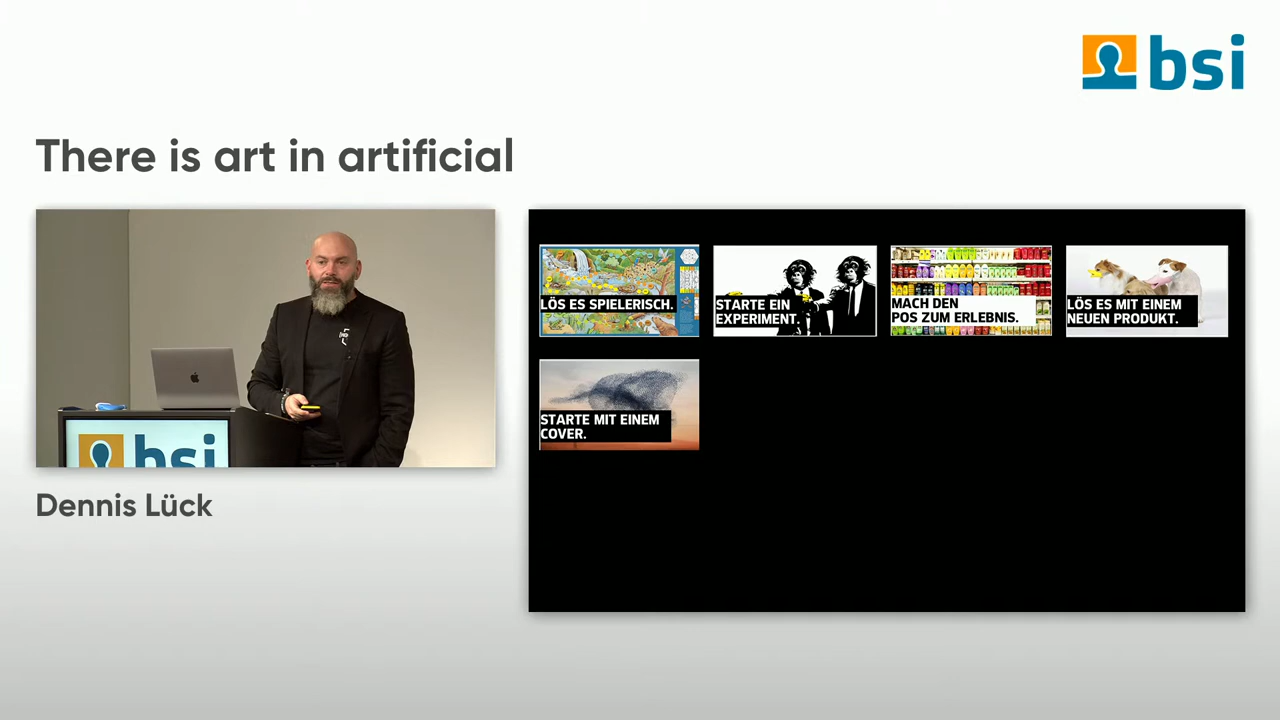 bsi
There is art in artificial
LÖS ES SPIELERISCH.
STARTE EIN
EXPERIMENT.
MACH DEN
POS ZUM ERLEBNIS.
LÖS ES MIT EINEM
NEUEN PRODUKT.
STARTE MIT EINEM
COVER.
bsi
Dennis Lück